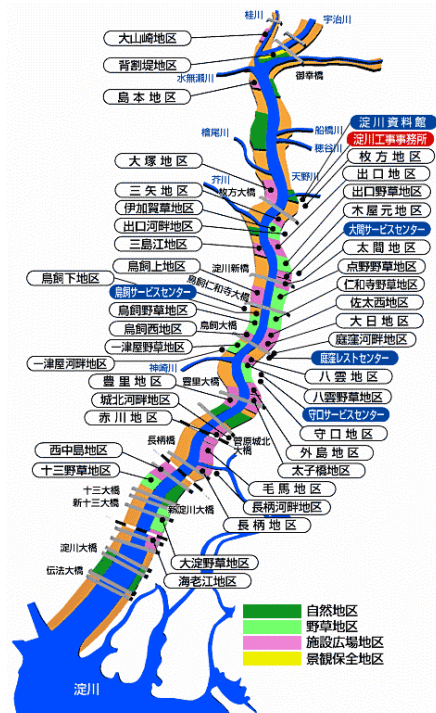 桂川
宇治川
大山崎地区
背割堤地区
御幸橋
水無瀬川
島本地区
淀川資料館
船橋川
淀川工事事務所
檜尾川
穂谷川
枚方地区
大塚地区
天野川
出口地区
芥川
三矢地区
枚方大橋
出口野草地区
伊加賀草地区
木屋元地区
出口河畔地区
大間サービスセンター
三島江地区
太間地区
鳥飼上地区
淀川新橋
点野野草地区
鳥飼下地区
鳥飼仁和寺大橋
仁和寺野草地区
鳥飼サービスセンター
佐太西地区
鳥飼野草地区
大日地区
鳥飼西地区
鳥飼大橋
庭窪河畔地区
一津屋野草地区
庭窪レストセンター
一津屋河畔地区
神崎川
八雲地区
豊里地区
豊里大橋
八雲野草地区
城北河畔地区
守口サービスセンター
赤川地区
守口地区
長柄橋
菅原城北大橋
外島地区
西中島地区
太子橋地区
十三野草地区
毛馬地区
十三大橋
長柄河畔地区
新十三大橋
新淀川大橋
長柄地区
淀川大橋
大淀野草地区
伝法大橋
海老江地区
自然地区
野草地区
施設広場地区
景観保全地区
淀川